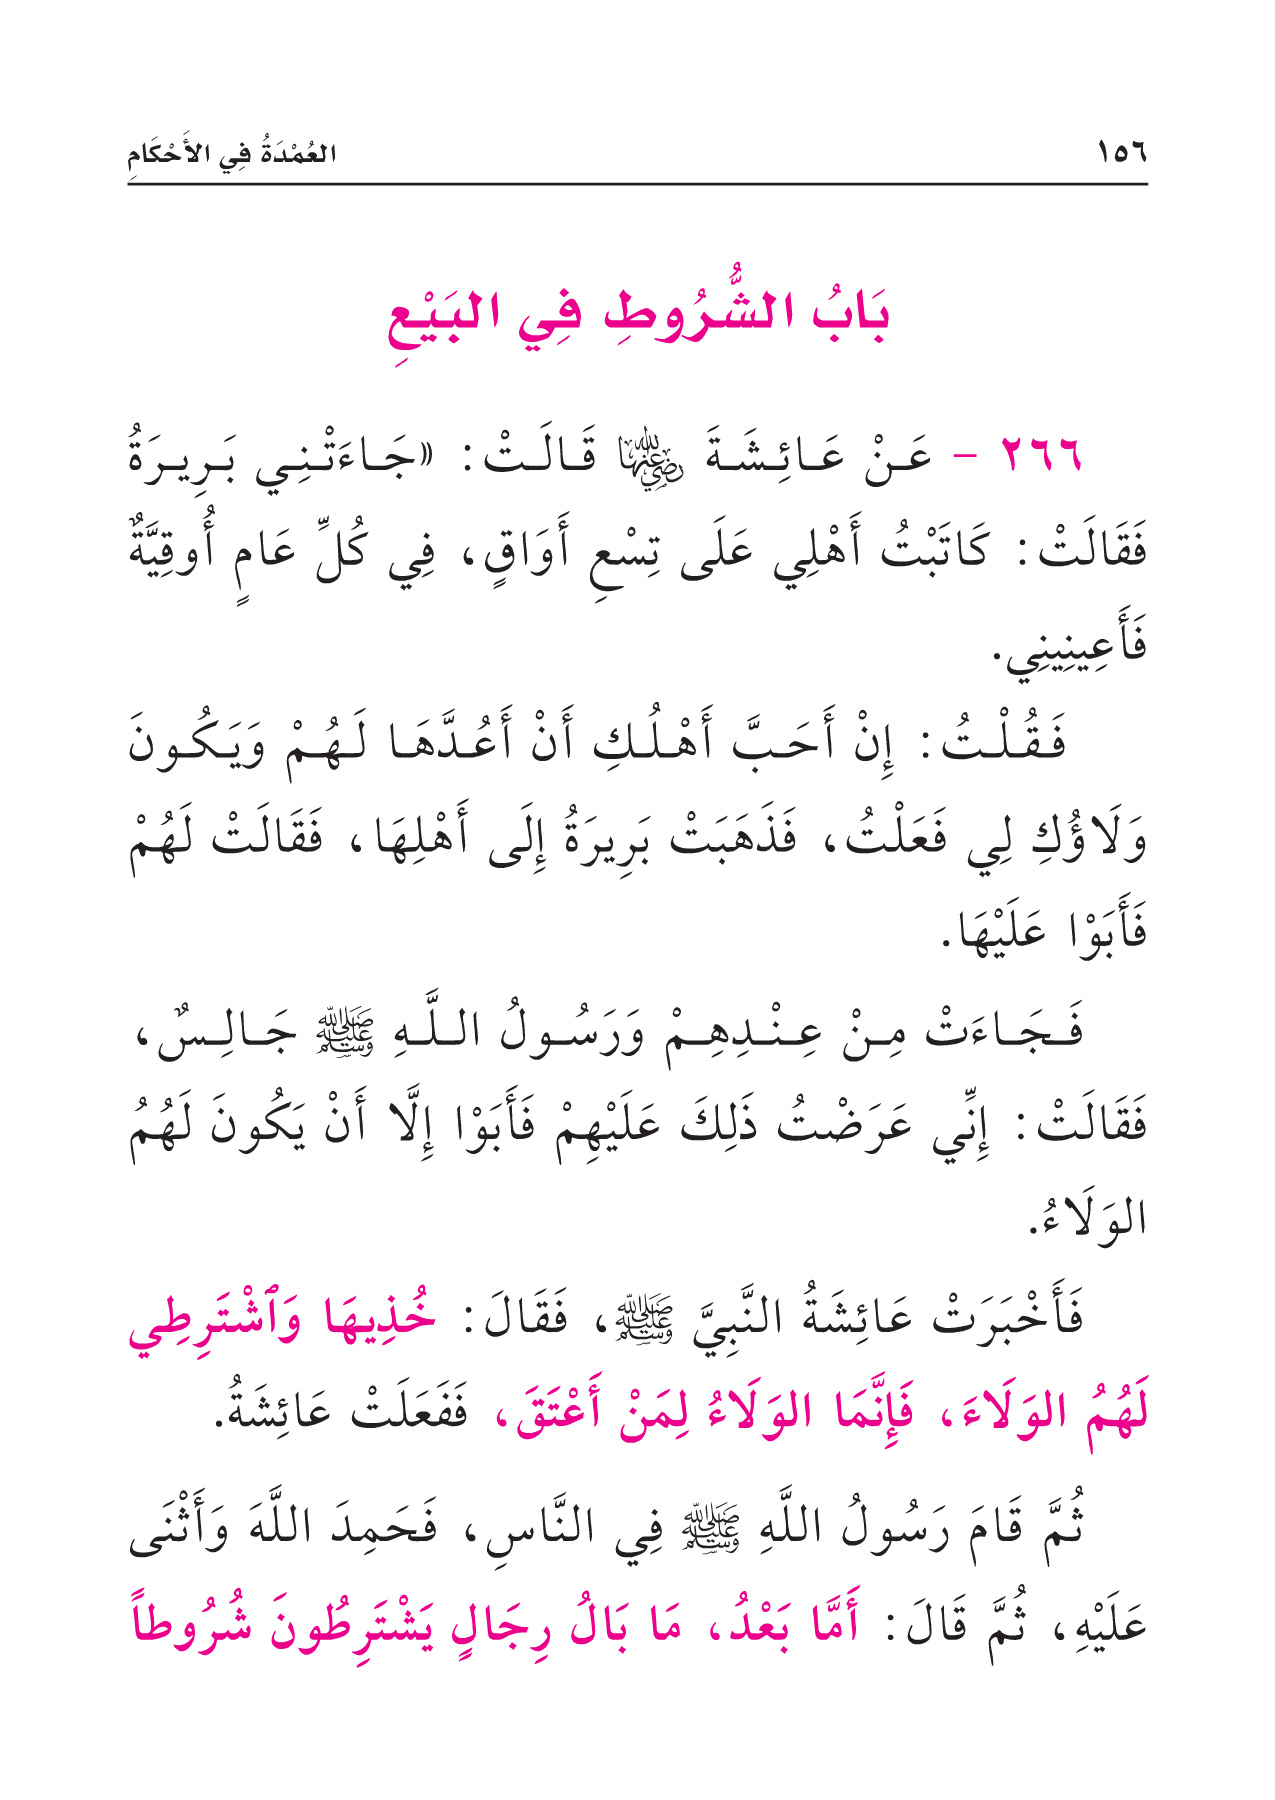 ١٥٦ العُمْدَةُ فِي الأَحْكَامِ
بَابُ الشُّرُوطِ فِي البَيْعِ
٢٦٦ - عَنْ عَائِشَةَ رضي الله عنها قَالَتْ: «جَاءَتْنِي بَرِيرَةُ
فَقَالَتْ: كَاتَبْتُ أَهْلِي عَلَى تِسْعِ أَوَاقٍ، فِي كُلِّ عَامٍ أُوقِيَّةٌ
فَأَعِينِينِي.
فَقُلْتُ: إِنْ أَحَبَّ أَهْلُكِ أَنْ أَعُدَّهَا لَهُمْ وَيَكُونَ
وَلَاؤُكِ لِي فَعَلْتُ، فَذَهَبَتْ بَرِيرَةُ إِلَى أَهْلِهَا، فَقَالَتْ لَهُمْ
فَأَبَوْا عَلَيْهَا.
فَجَاءَتْ مِنْ عِنْدِهِمْ وَرَسُولُ اللَّهِ ﷺ جَالِسٌ،
فَقَالَتْ: إِنِّي عَرَضْتُ ذَلِكَ عَلَيْهِمْ فَأَبَوْا إِلَّا أَنْ يَكُونَ لَهُمُ
الوَلَاءُ.
فَأَخْبَرَتْ عَائِشَةُ النَّبِيَّ ﷺ، فَقَالَ: خُذِيهَا وَٱشْتَرِطِي
لَهُمُ الوَلَاءَ، فَإِنَّمَا الوَلَاءُ لِمَنْ أَعْتَقَ، فَفَعَلَتْ عَائِشَةُ.
ثُمَّ قَامَ رَسُولُ اللَّهِ ﷺ فِي النَّاسِ، فَحَمِدَ اللَّهَ وَأَثْنَى
عَلَيْهِ، ثُمَّ قَالَ: أَمَّا بَعْدُ، مَا بَالُ رِجَالٍ يَشْتَرِطُونَ شُرُوطاً